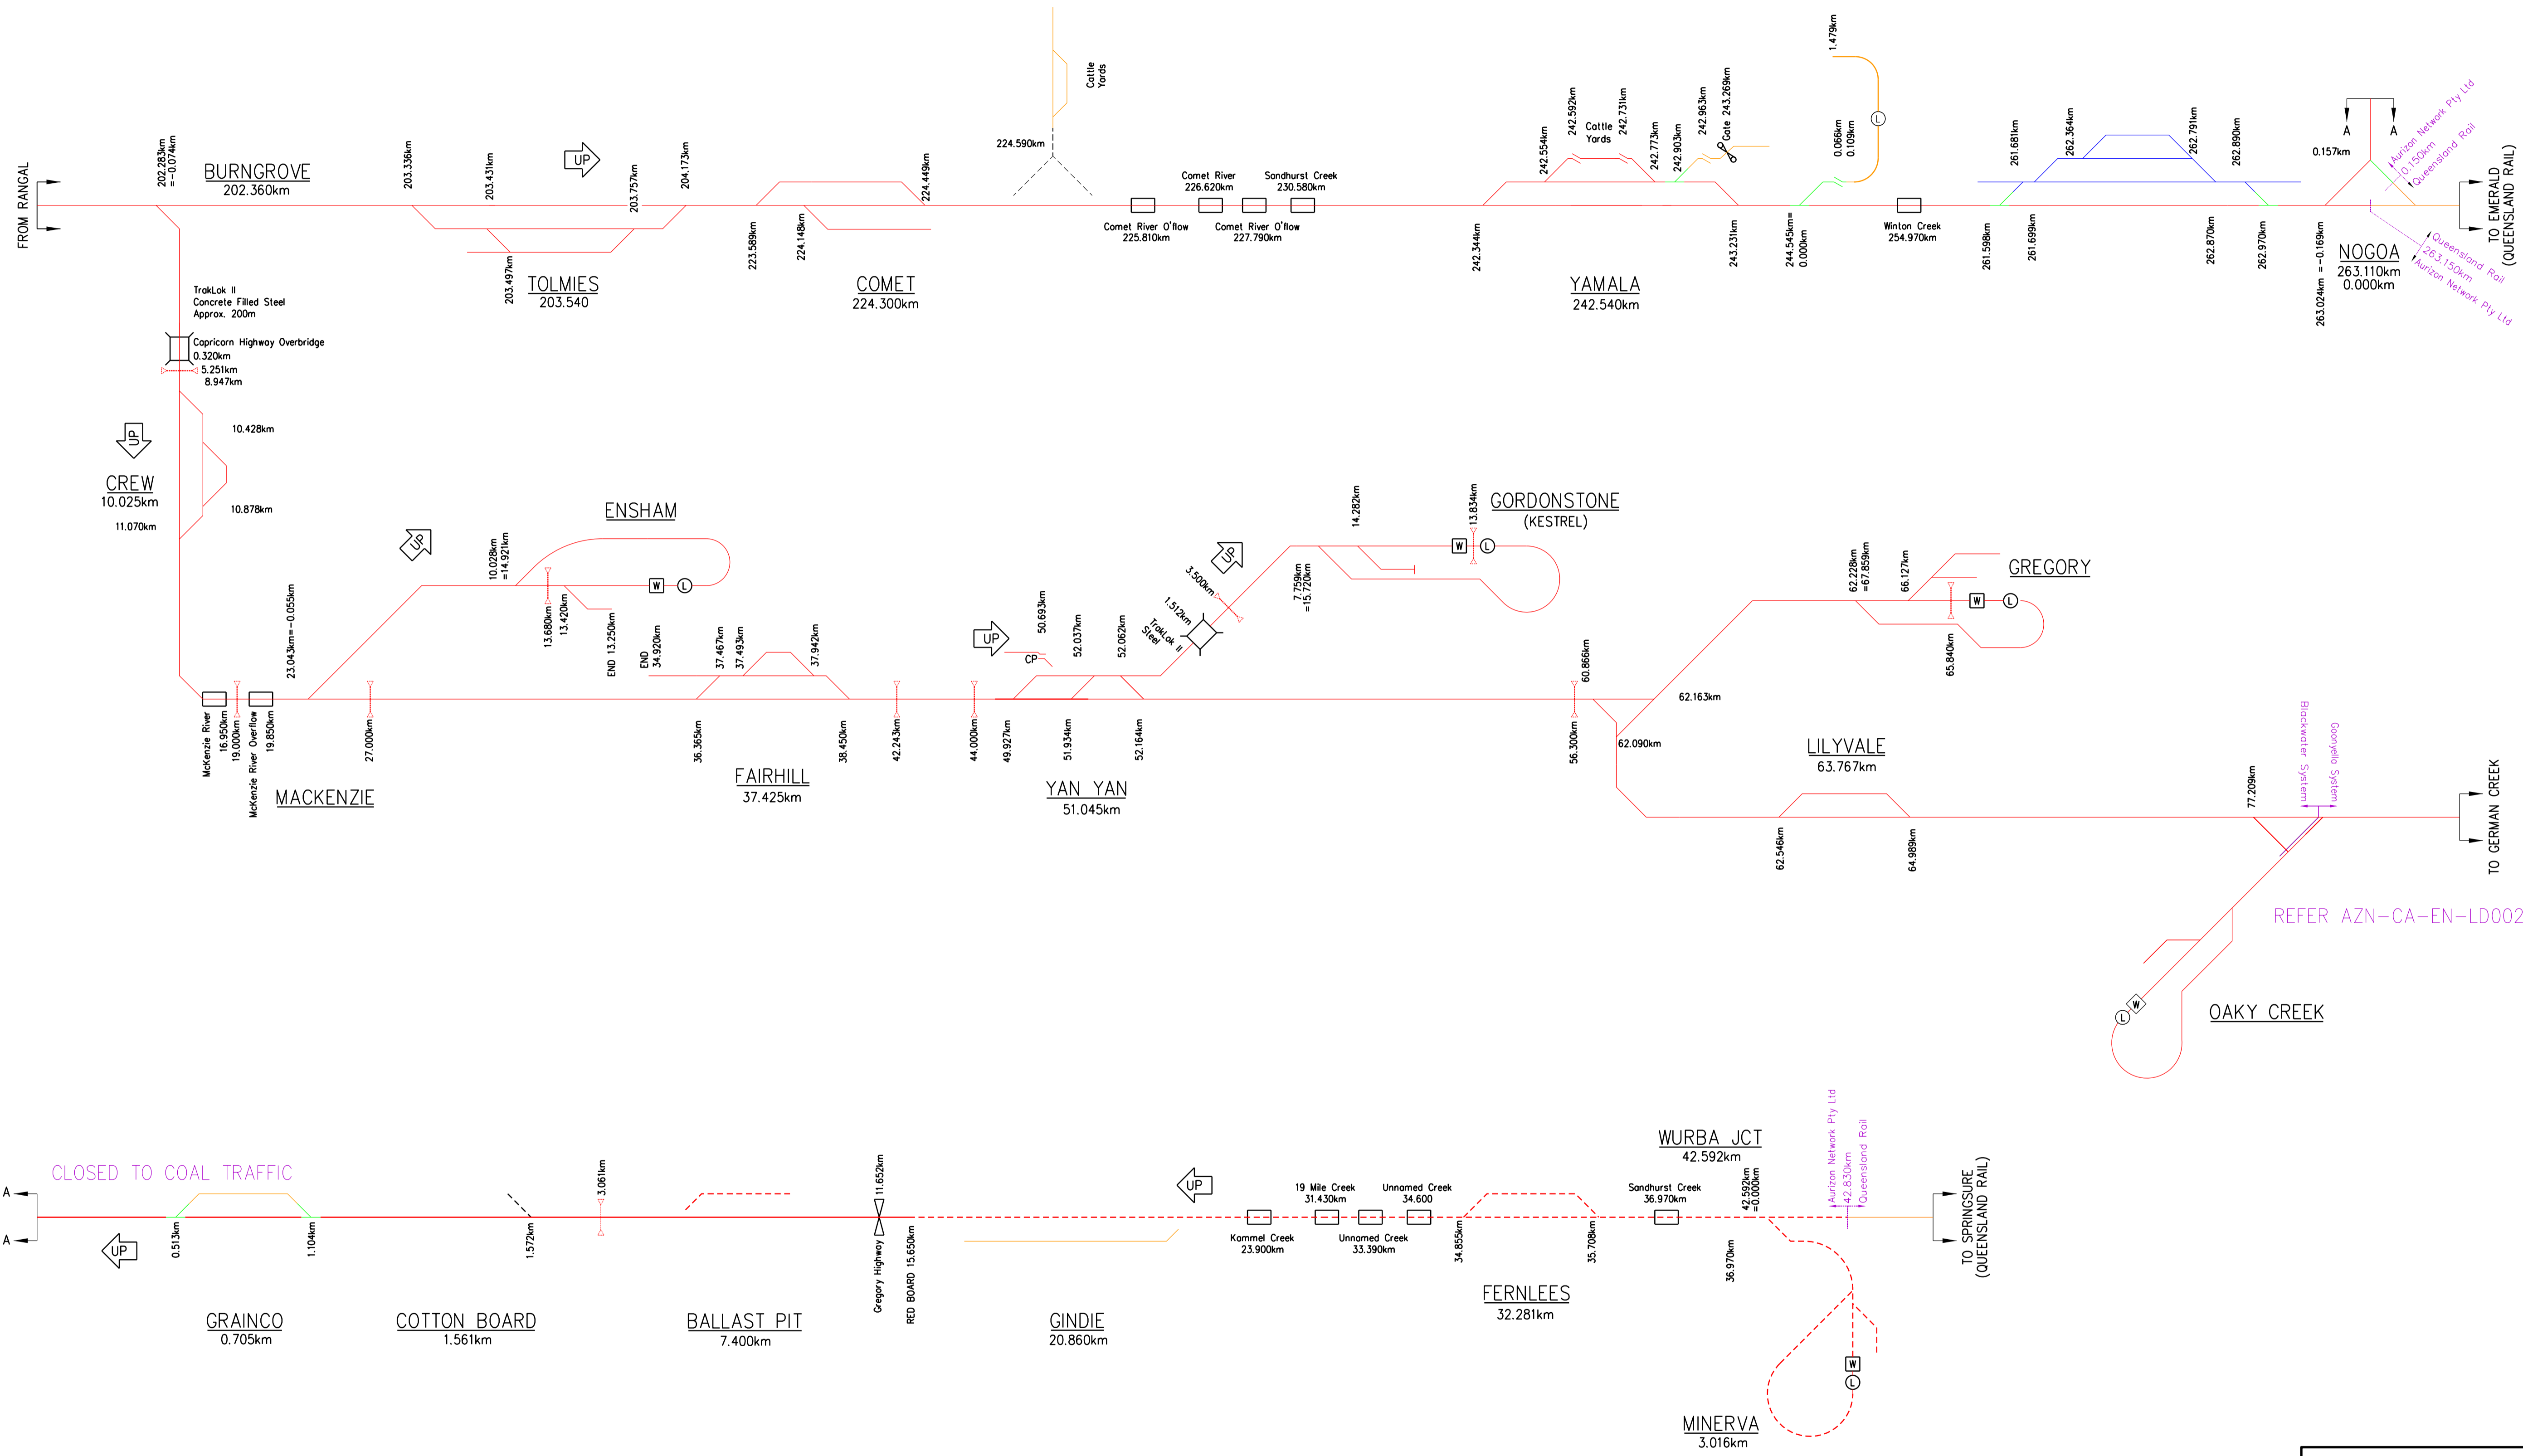 FROM RANGAL
202.283km
=-0.074km
BURNGROVE
202.360km
203.336km
203.431km
203.497km
UP
TOLMIES
203.540
203.757km
204.173km
223.589km
224.148km
COMET
224.300km
224.449km
224.590km
Cattle
Yards
Comet River O'flow
225.810km
Comet River
226.620km
Comet River O'flow
227.790km
Sandhurst Creek
230.580km
242.344km
242.554km
242.592km
Cattle
Yards
242.731km
242.773km
242.903km
242.963km
Gate 243.269km
YAMALA
242.540km
243.231km
244.545km=
0.000km
1.479km
0.066km
0.109km
L
Winton Creek
254.970km
261.598km
261.681km
261.699km
262.364km
262.791km
262.870km
262.890km
262.970km
263.024km =-0.169km
A
A
0.157km
Aurizon Network Pty Ltd
0.150km
Queensland Rail
Queensland Rail
263.150km
Aurizon Network Pty Ltd
NOGOA
263.110km
0.000km
TO EMERALD
(QUEENSLAND RAIL)
TrakLok II
Concrete Filled Steel
Approx. 200m
Capricorn Highway Overbridge
0.320km
5.251km
8.947km
UP
10.428km
CREW
10.025km
10.878km
11.070km
McKenzie River
16.950km
19.000km
McKenzie River Overflow
19.850km
23.043km=-0.055km
MACKENZIE
27.000km
UP
10.028km
=14.921km
ENSHAM
13.680km
13.420km
END 13.250km
W
L
END
34.920km
36.365km
37.467km
37.493km
37.942km
38.450km
FAIRHILL
37.425km
42.243km
44.000km
UP
49.927km
50.693km
CP
51.934km
52.037km
52.062km
52.164km
YAN YAN
51.045km
1.512km
TrakLok II
Steel
3.500km
UP
7.759km
=15.720km
14.282km
13.834km
W
L
GORDONSTONE
(KESTREL)
56.300km
60.866km
62.090km
62.163km
62.228km
=67.859km
66.127km
65.840km
W
L
GREGORY
LILYVALE
63.767km
62.546km
64.989km
77.209km
Blackwater System
Goonyella System
TO GERMAN CREEK
REFER AZN-CA-EN-LD002
W
L
OAKY CREEK
A
A
CLOSED TO COAL TRAFFIC
UP
0.513km
1.104km
GRAINCO
0.705km
1.572km
COTTON BOARD
1.561km
3.061km
BALLAST PIT
7.400km
Gregory Highway
11.652km
RED BOARD 15.650km
GINDIE
20.860km
UP
Kammel Creek
23.900km
19 Mile Creek
31.430km
Unnamed Creek
33.390km
Unnamed Creek
34.600
34.855km
35.708km
FERNLEES
32.281km
Sandhurst Creek
36.970km
36.970km
WURBA JCT
42.592km
42.592km
=0.000km
Aurizon Network Pty Ltd
42.830km
Queensland Rail
TO SPRINGSURE
(QUEENSLAND RAIL)
W
L
MINERVA
3.016km